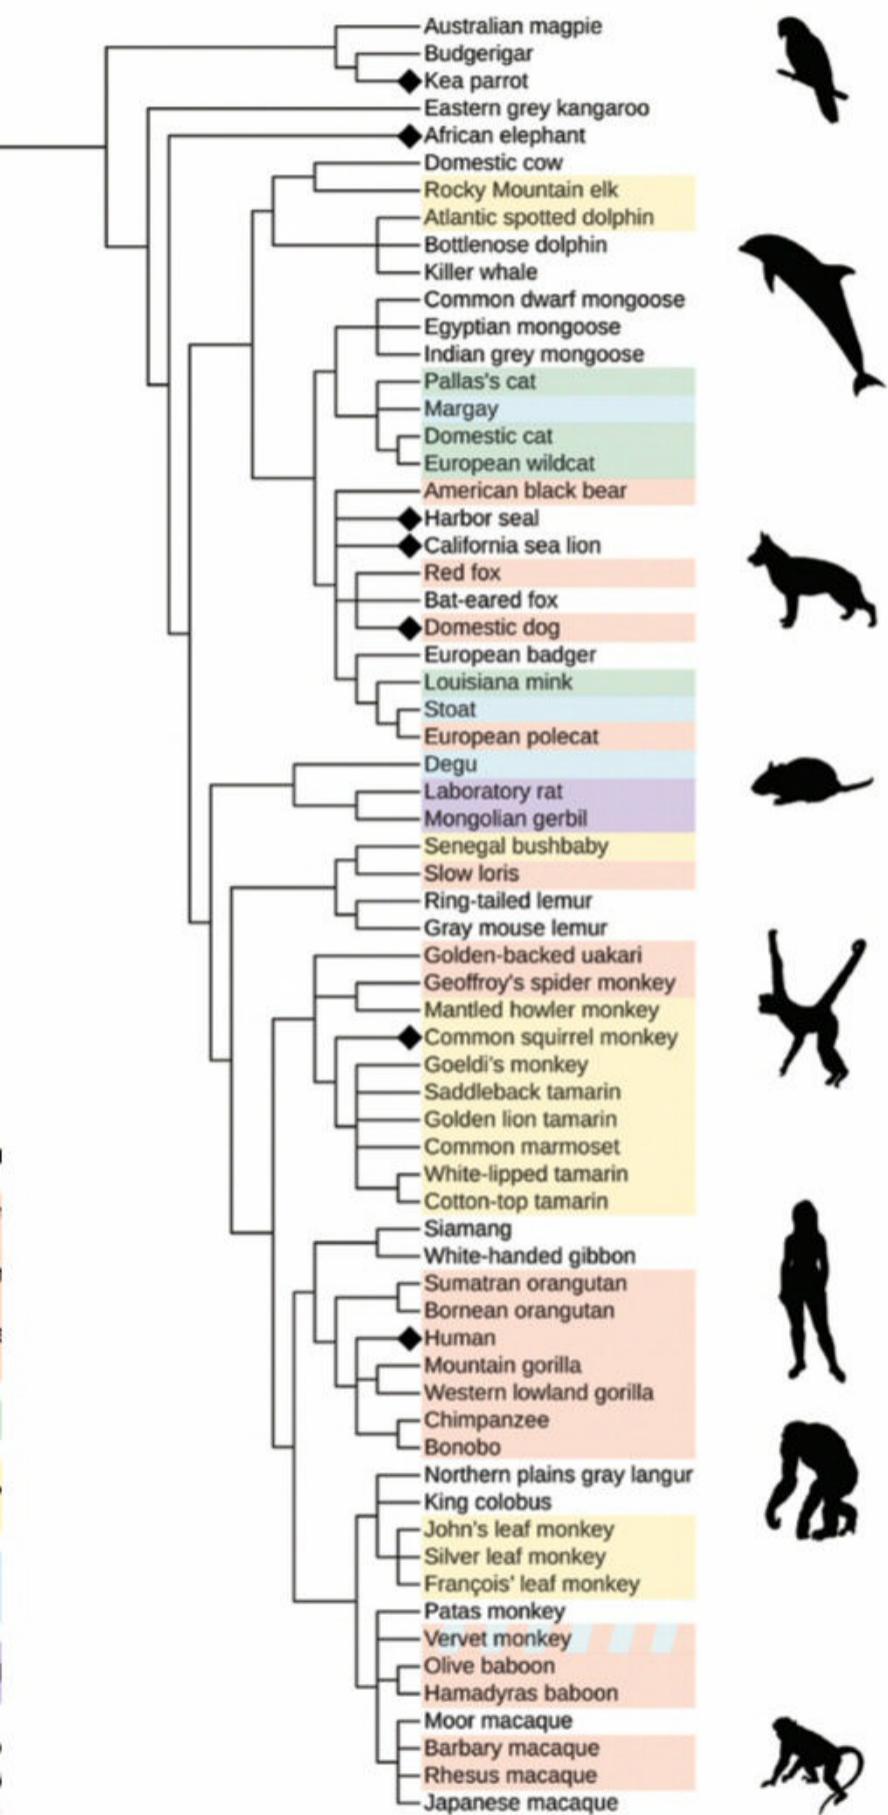 Australian magpie
Budgerigar
Kea parrot
Eastern grey kangaroo
African elephant
Domestic cow
Rocky Mountain elk
Atlantic spotted dolphin
Bottlenose dolphin
Killer whale
Common dwarf mongoose
Egyptian mongoose
Indian grey mongoose
Pallas's cat
Margay
Domestic cat
European wildcat
American black bear
Harbor seal
California sea lion
Red fox
Bat-eared fox
Domestic dog
European badger
Louisiana mink
Stoat
European polecat
Degu
Laboratory rat
Mongolian gerbil
Senegal bushbaby
Slow loris
Ring-tailed lemur
Gray mouse lemur
Golden-backed uakari
Geoffroy's spider monkey
Mantled howler monkey
Common squirrel monkey
Goeldi's monkey
Saddleback tamarin
Golden lion tamarin
Common marmoset
White-lipped tamarin
Cotton-top tamarin
Siamang
White-handed gibbon
Sumatran orangutan
Bornean orangutan
Human
Mountain gorilla
Western lowland gorilla
Chimpanzee
Bonobo
Northern plains gray langur
King colobus
John's leaf monkey
Silver leaf monkey
François' leaf monkey
Patas monkey
Vervet monkey
Olive baboon
Hamadyras baboon
Moor macaque
Barbary macaque
Rhesus macaque
Japanese macaque